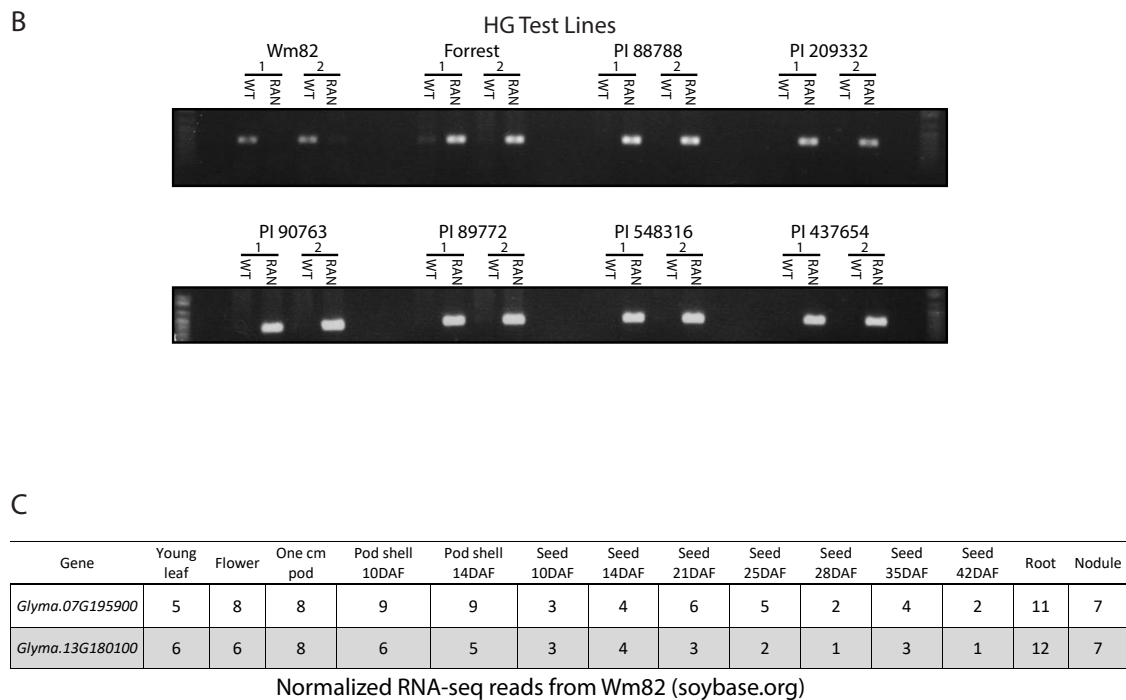 B
HG Test Lines
Wm82 Forrest PI 88788 PI 209332
1 2 1 2 1 2 1 2
WT RAN WT RAN WT RAN WT RAN WT RAN WT RAN WT RAN WT RAN
PI 90763 PI 89772 PI 548316 PI 437654
1 2 1 2 1 2 1 2
WT RAN WT RAN WT RAN WT RAN WT RAN WT RAN WT RAN WT RAN
C
Gene Young leaf Flower One cm pod Pod shell 10DAF Pod shell 14DAF Seed 10DAF Seed 14DAF Seed 21DAF Seed 25DAF Seed 28DAF Seed 35DAF Seed 42DAF Root Nodule
Glyma.07G195900 5 8 8 9 9 3 4 6 5 2 4 2 11 7
Glyma.13G180100 6 6 8 6 5 3 4 3 2 1 3 1 12 7
Normalized RNA-seq reads from Wm82 (soybase.org)